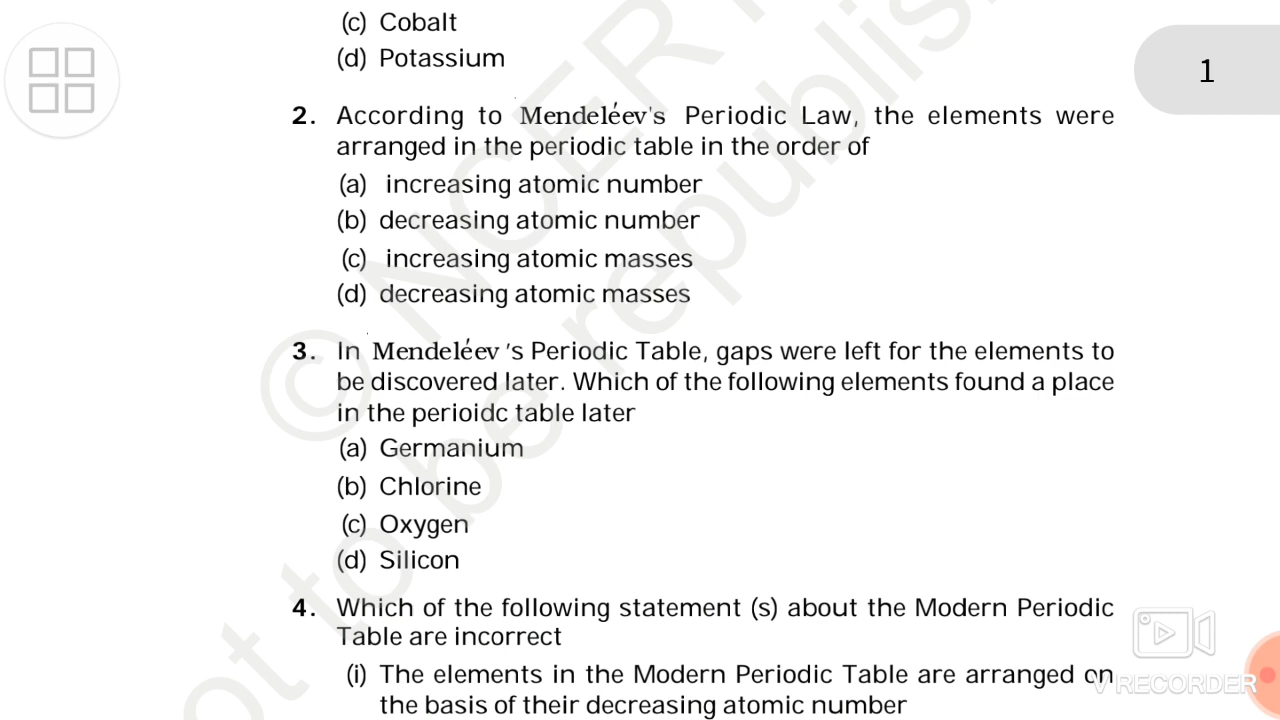 (c) Cobalt
(d) Potassium
1
2. According to Mendeléev's Periodic Law, the elements were
arranged in the periodic table in the order of
(a) increasing atomic number
(b) decreasing atomic number
(c) increasing atomic masses
(d) decreasing atomic masses
3. In Mendeléev 's Periodic Table, gaps were left for the elements to
be discovered later. Which of the following elements found a place
in the perioidc table later
(a) Germanium
(b) Chlorine
(c) Oxygen
(d) Silicon
4. Which of the following statement (s) about the Modern Periodic
Table are incorrect
(i) The elements in the Modern Periodic Table are arranged on
the basis of their decreasing atomic number
V RECORDER
© NCER
not to be republis